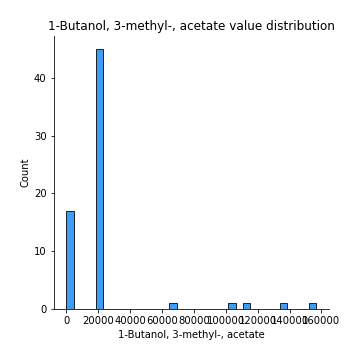 1-Butanol, 3-methyl-, acetate value distribution
40
30
20
10
0
Count
0 20000 40000 60000 80000 100000 120000 140000 160000
1-Butanol, 3-methyl-, acetate